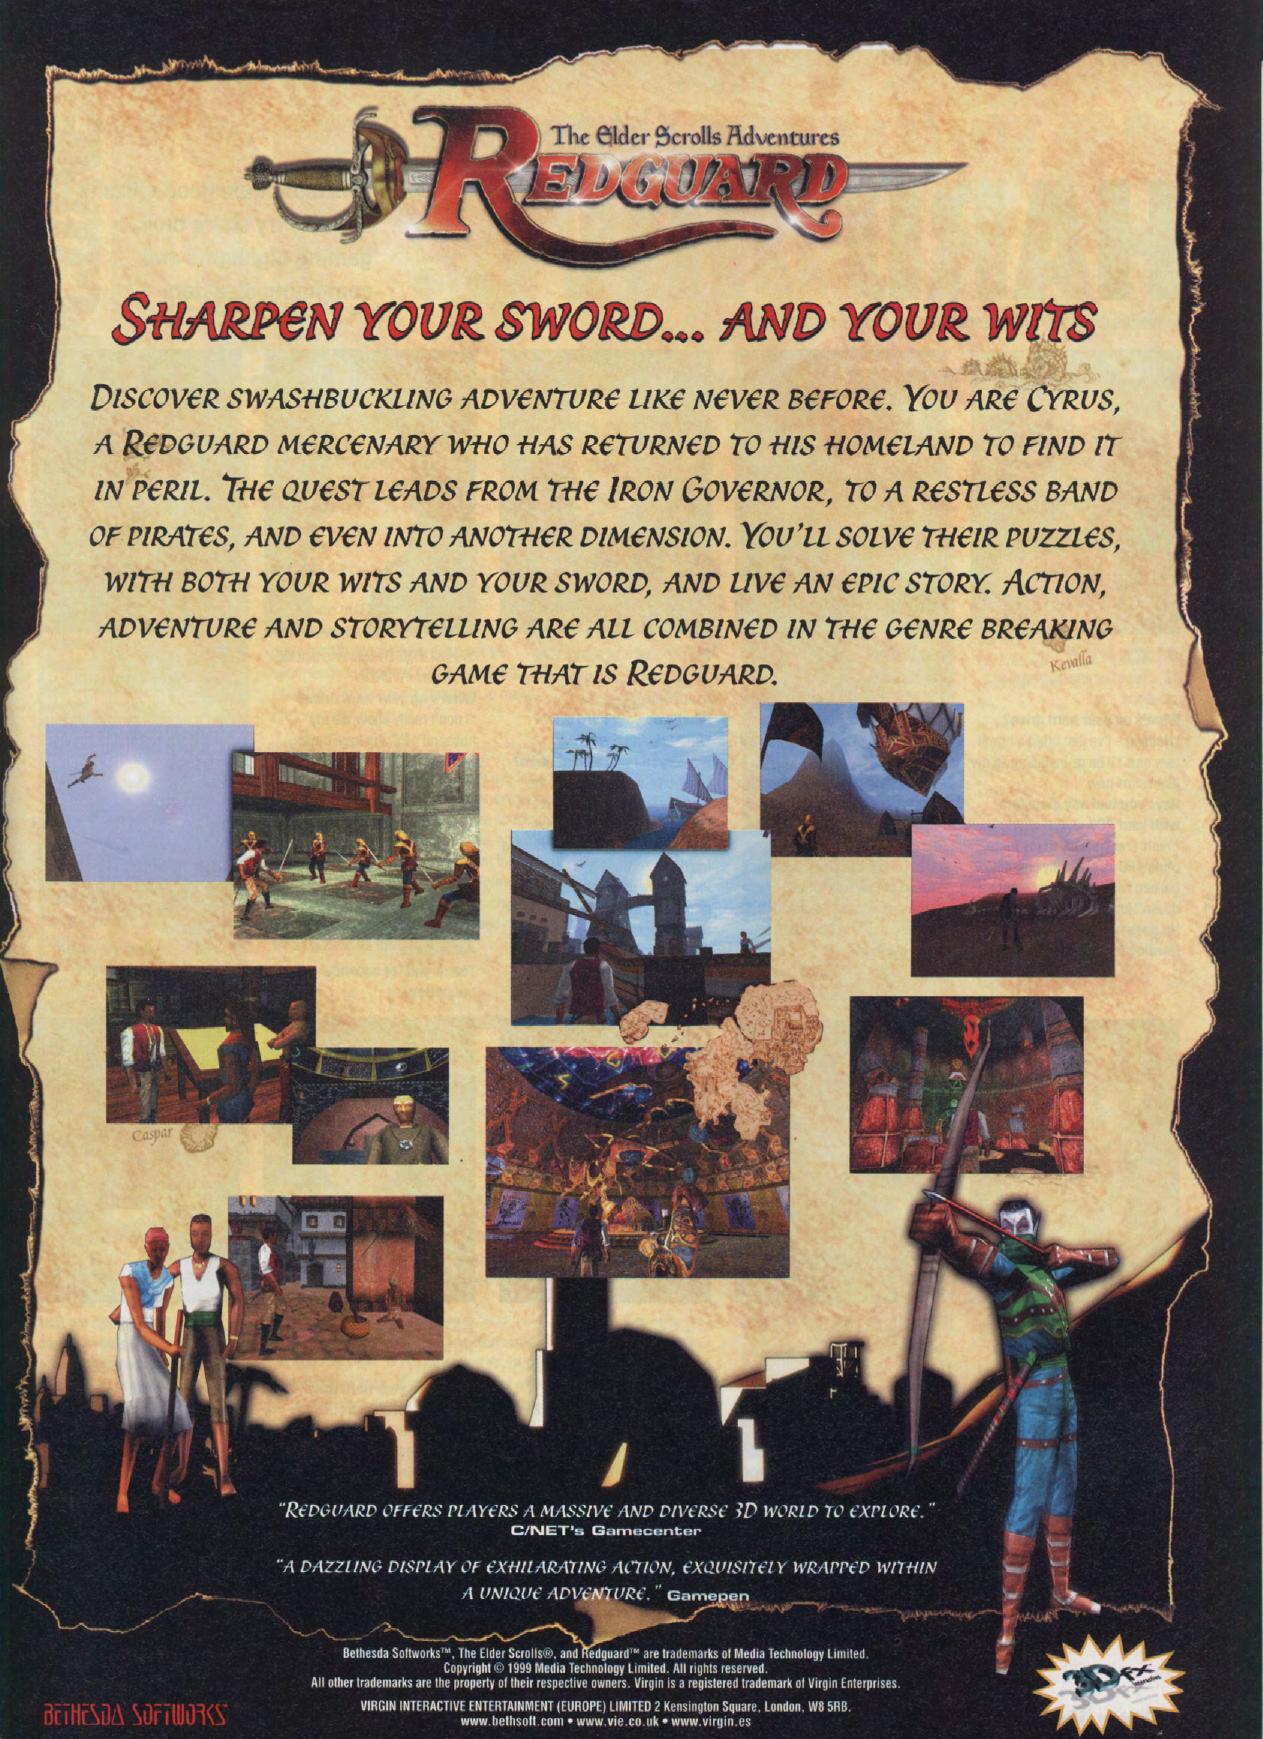 The Elder Scrolls Adventures
REDGUARD
SHARPEN YOUR SWORD... AND YOUR WITS
DISCOVER SWASHBUCKLING ADVENTURE LIKE NEVER BEFORE. YOU ARE CYRUS,
A REDGUARD MERCENARY WHO HAS RETURNED TO HIS HOMELAND TO FIND IT
IN PERIL. THE QUEST LEADS FROM THE IRON GOVERNOR, TO A RESTLESS BAND
OF PIRATES, AND EVEN INTO ANOTHER DIMENSION. YOU'LL SOLVE THEIR PUZZLES,
WITH BOTH YOUR WITS AND YOUR SWORD, AND LIVE AN EPIC STORY. ACTION,
ADVENTURE AND STORYTELLING ARE ALL COMBINED IN THE GENRE BREAKING
GAME THAT IS REDGUARD.
Kevalla
Caspar
"REDGUARD OFFERS PLAYERS A MASSIVE AND DIVERSE 3D WORLD TO EXPLORE."
C/NET's Gamecenter
"A DAZZLING DISPLAY OF EXHILARATING ACTION, EXQUISITELY WRAPPED WITHIN
A UNIQUE ADVENTURE." Gamepen
Bethesda Softworks™, The Elder Scrolls®, and Redguard™ are trademarks of Media Technology Limited.
Copyright © 1999 Media Technology Limited. All rights reserved.
All other trademarks are the property of their respective owners. Virgin is a registered trademark of Virgin Enterprises.
VIRGIN INTERACTIVE ENTERTAINMENT (EUROPE) LIMITED 2 Kensington Square, London, W8 5RB.
www.bethsoft.com • www.vie.co.uk • www.virgin.es
BETHESDA SOFTWORKS
3Dfx
Interactive